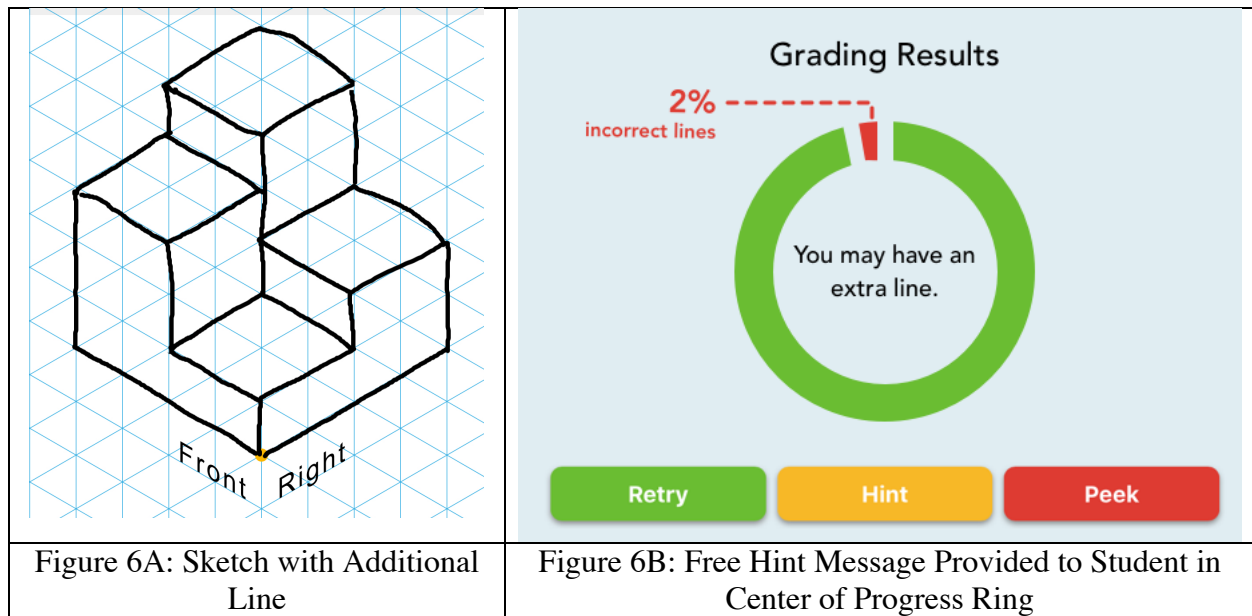 Front Right
Grading Results
2%
incorrect lines
You may have an
extra line.
Retry Hint Peek
Figure 6A: Sketch with Additional
Line
Figure 6B: Free Hint Message Provided to Student in
Center of Progress Ring